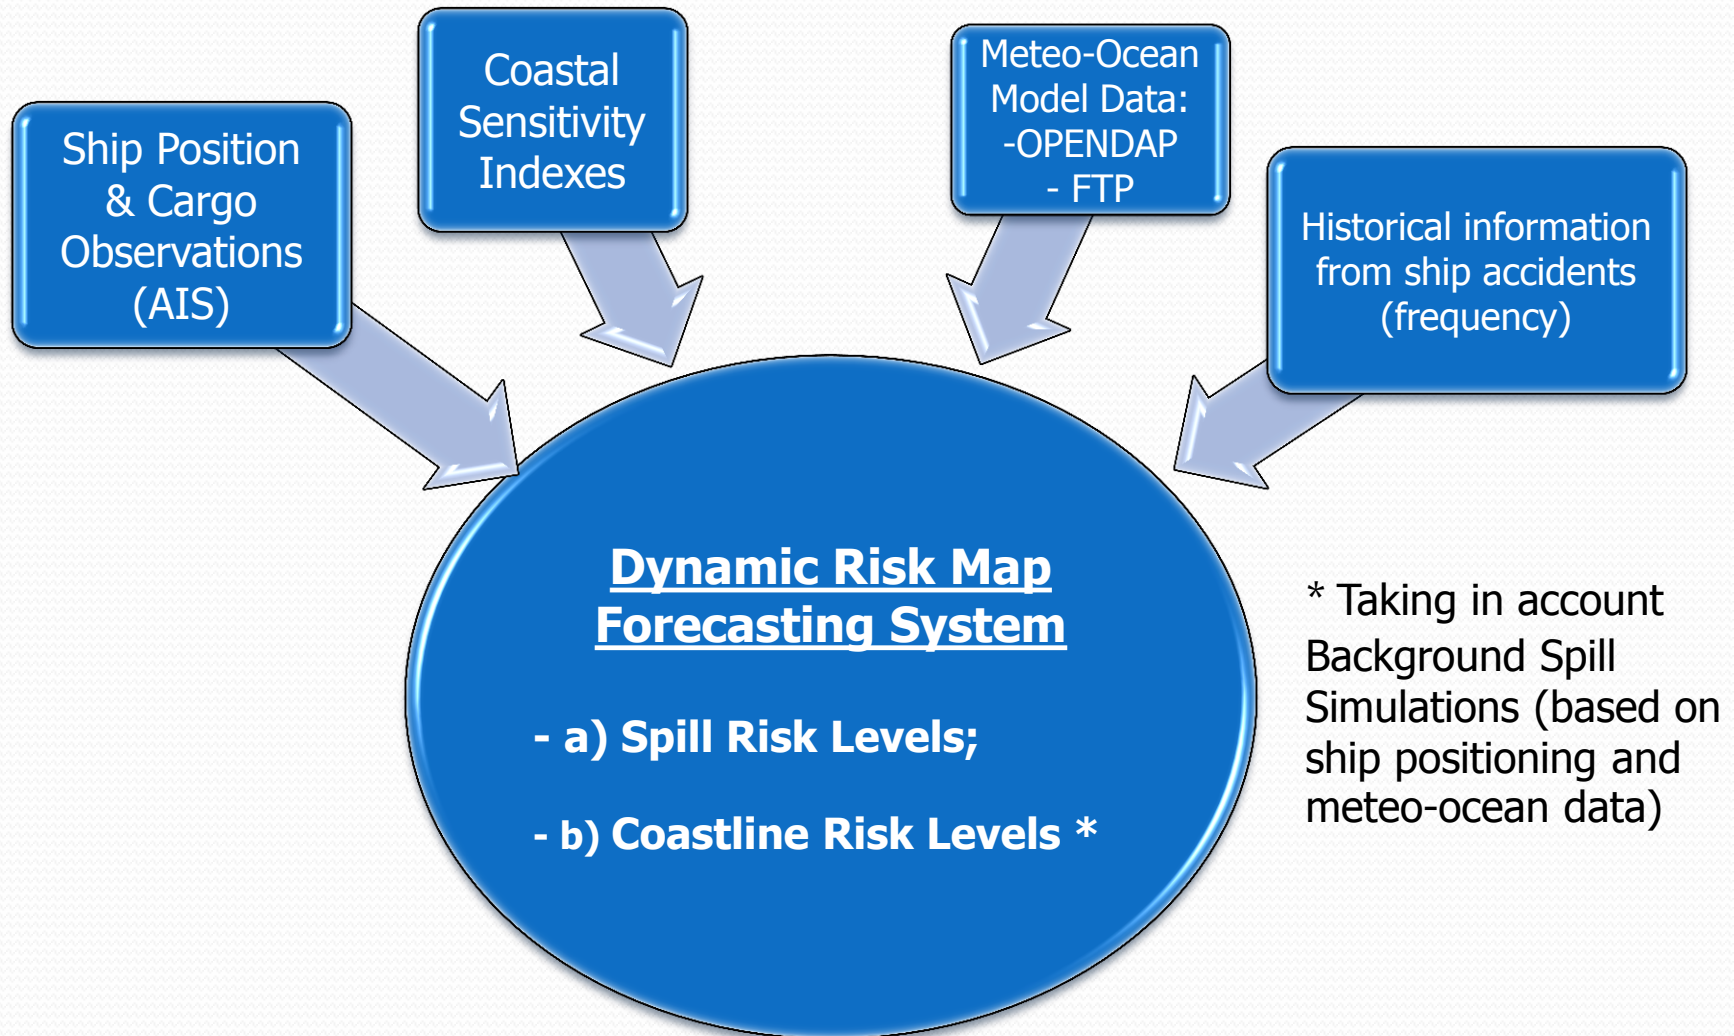 Ship Position
& Cargo
Observations
(AIS)
Coastal
Sensitivity
Indexes
Meteo-Ocean
Model Data:
-OPENDAP
- FTP
Historical information
from ship accidents
(frequency)
Dynamic Risk Map
Forecasting System
- a) Spill Risk Levels;
- b) Coastline Risk Levels *
* Taking in account
Background Spill
Simulations (based on
ship positioning and
meteo-ocean data)